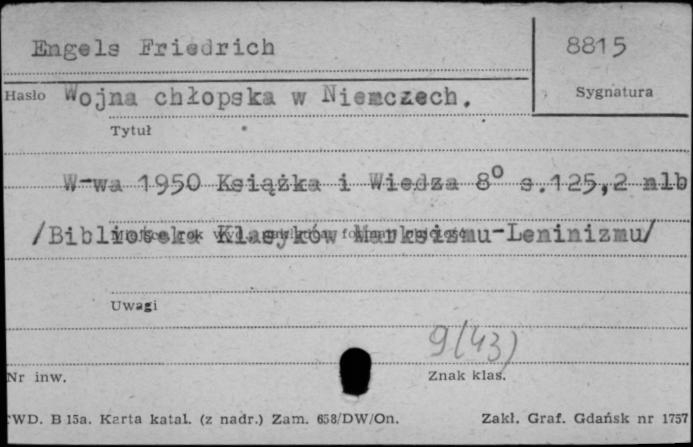 Engels Friedrich
8815
Hasło Wojna chłopska w Niemczech.
Sygnatura
Tytuł
W-wa 1950 Książka i Wiedza 8° s.125,2 nlb
/Biblioteka Klasyków Marksizmu-Leninizmu/
Uwagi
9(43)
Nr inw.
Znak klas.
WD. B 15a. Karta katal. (z nadr.) Zam. 658/DW/On. Zakł. Graf. Gdańsk nr 1757